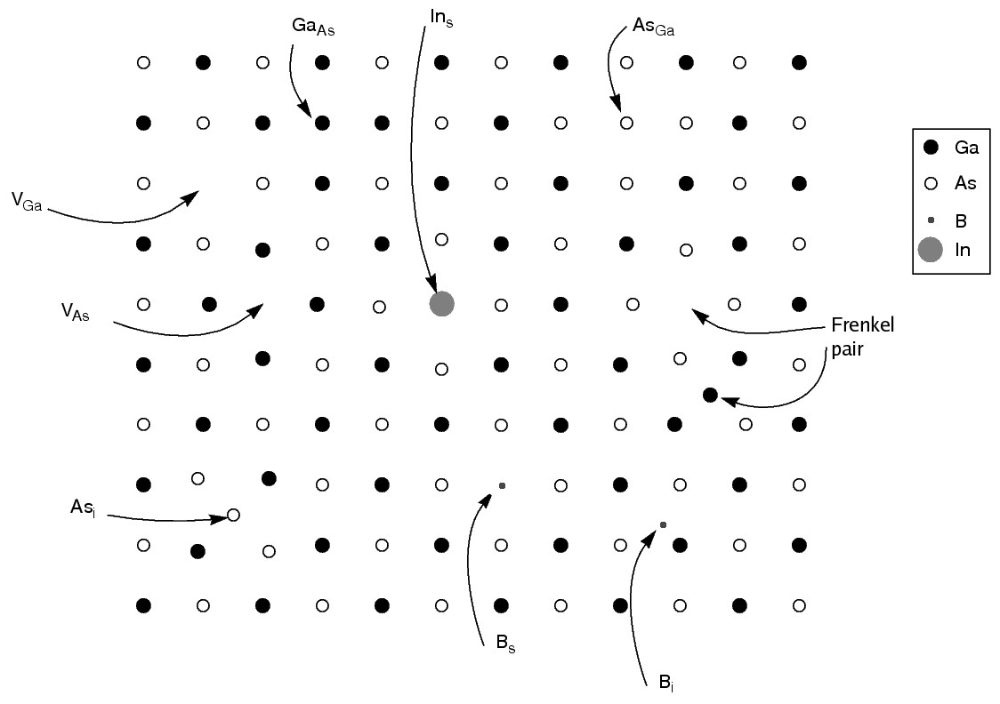 In_s
Ga_As
As_Ga
Ga
As
B
In
V_Ga
V_As
Frenkel
pair
As_i
B_s
B_i